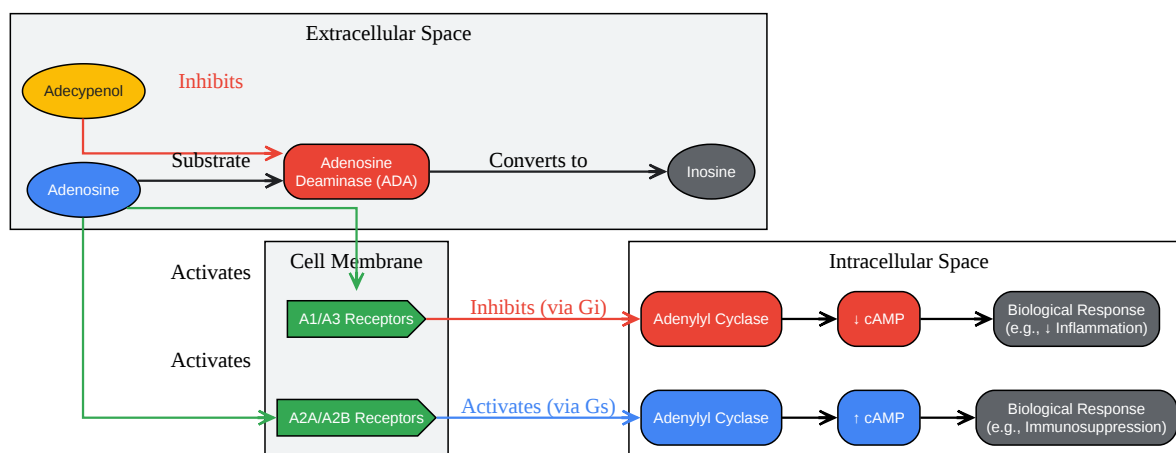 Extracellular Space
Adecypenol
Inhibits
Substrate
Adenosine
Adenosine
Deaminase (ADA)
Converts to
Inosine
Activates
Cell Membrane
Intracellular Space
A1/A3 Receptors
Inhibits (via Gi)
Adenylyl Cyclase
↓ cAMP
Biological Response
(e.g., ↓ Inflammation)
Activates
A2A/A2B Receptors
Activates (via Gs)
Adenylyl Cyclase
↑ cAMP
Biological Response
(e.g., Immunosuppression)